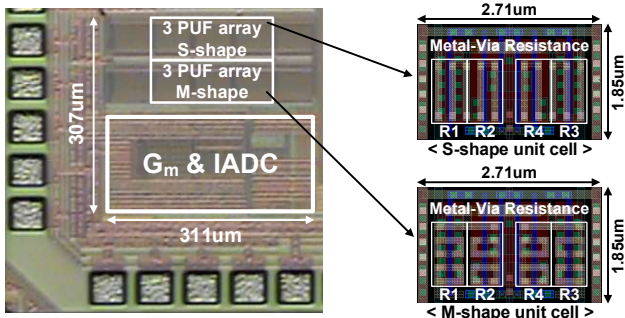 3 PUF array
S-shape
3 PUF array
M-shape
307um
Gm & IADC
311um
2.71um
Metal-Via Resistance
R1 R2 R4 R3
1.85um
< S-shape unit cell >
2.71um
Metal-Via Resistance
R1 R2 R4 R3
1.85um
< M-shape unit cell >